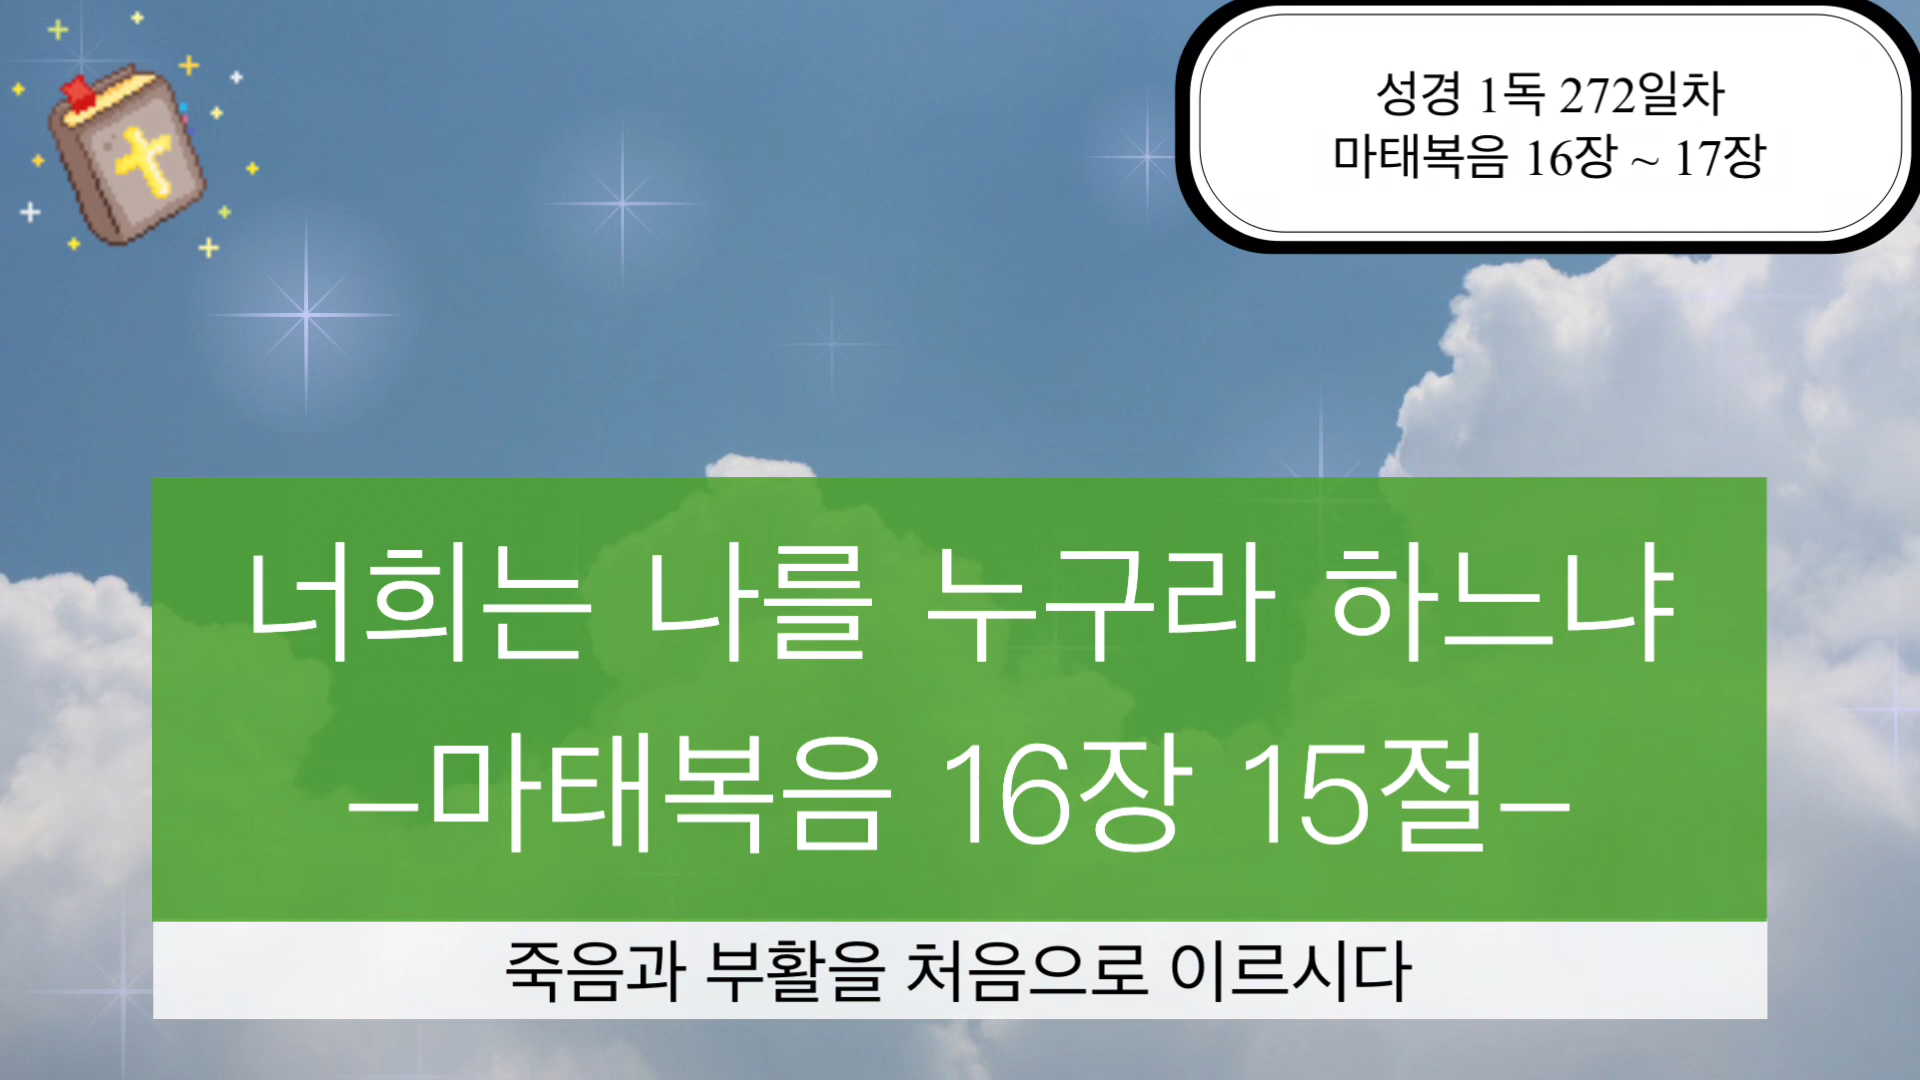 성경 1독 272일차
마태복음 16장 ~ 17장
너희는 나를 누구라 하느냐
-마태복음 16장 15절-
죽음과 부활을 처음으로 이르시다